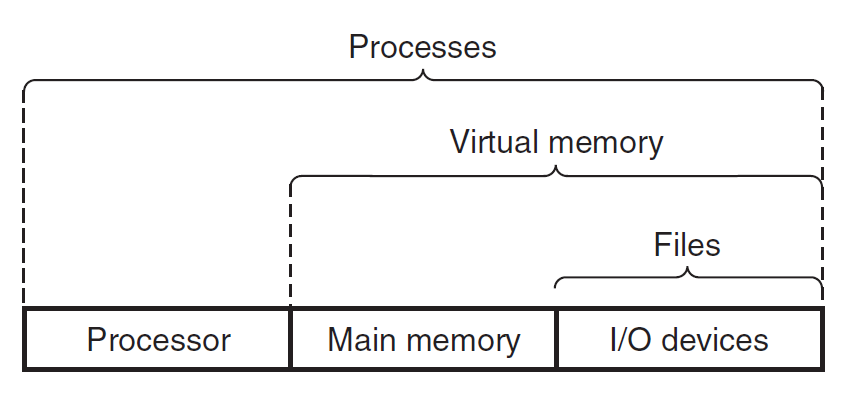 Processes
Virtual memory
Files
Processor
Main memory
I/O devices